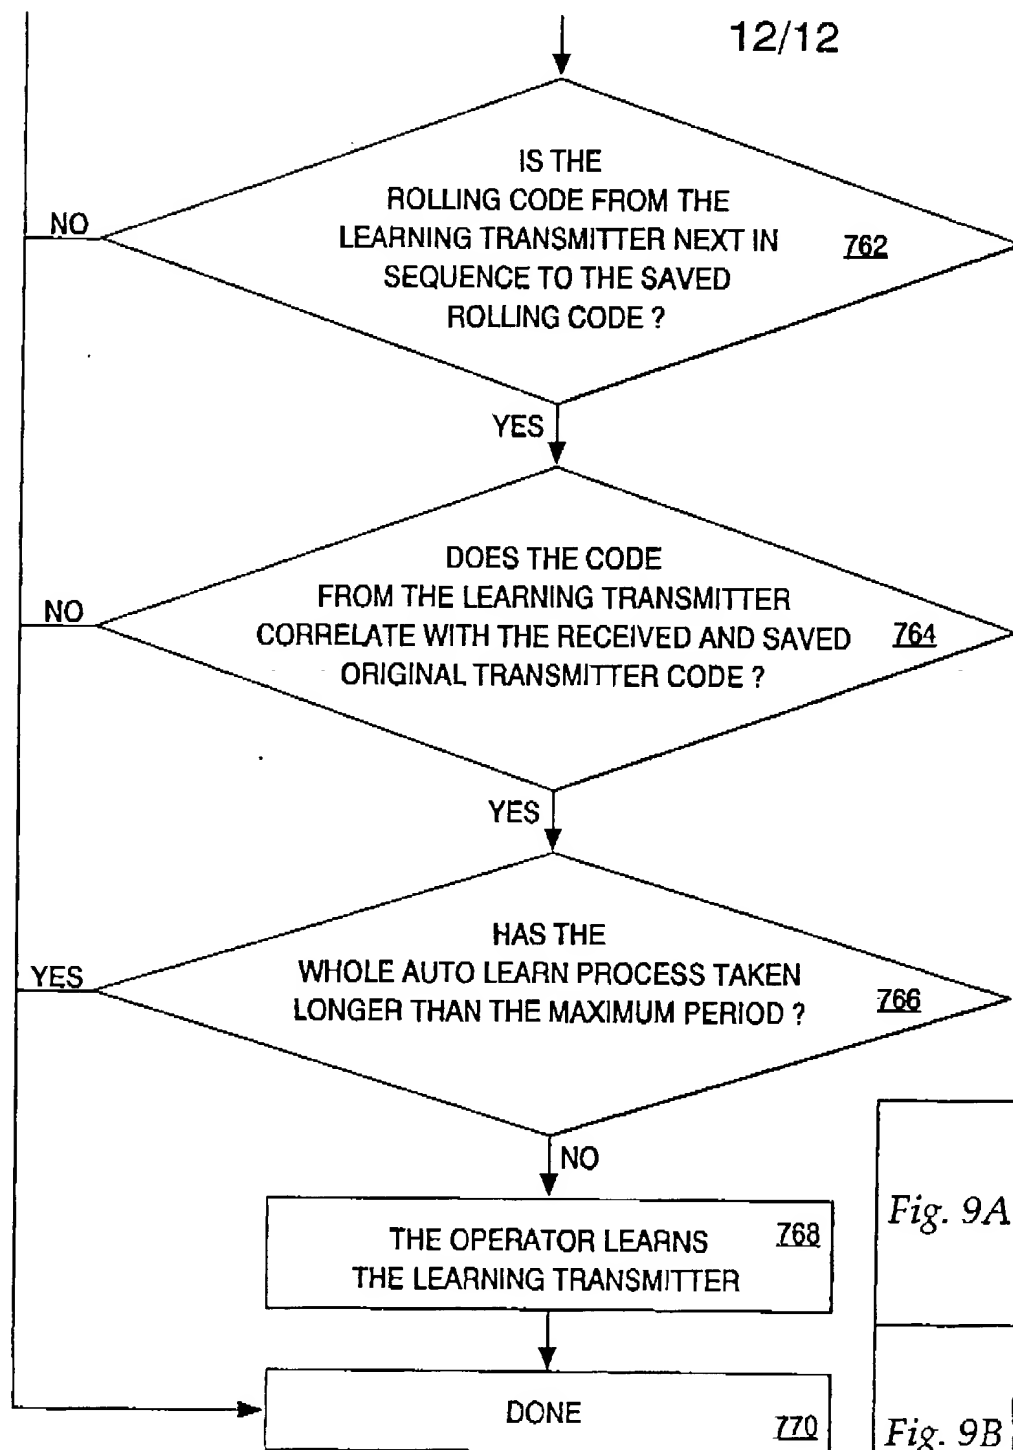 12/12
IS THE
ROLLING CODE FROM THE
LEARNING TRANSMITTER NEXT IN
SEQUENCE TO THE SAVED
ROLLING CODE ?
762
NO
YES
DOES THE CODE
FROM THE LEARNING TRANSMITTER
CORRELATE WITH THE RECEIVED AND SAVED
ORIGINAL TRANSMITTER CODE ?
764
NO
YES
HAS THE
WHOLE AUTO LEARN PROCESS TAKEN
LONGER THAN THE MAXIMUM PERIOD ?
766
YES
NO
THE OPERATOR LEARNS
THE LEARNING TRANSMITTER
768
DONE
770
Fig. 9A
Fig. 9B